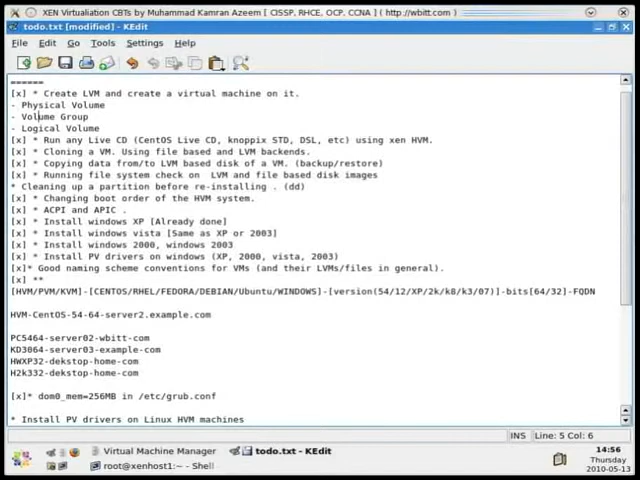 XEN Virtualiation CBTs by Muhammad Kamran Azeem [ CISSP, RHCE, OCP, CCNA ] ( http://wbitt.com )
todo.txt [modified] - KEdit
File Edit Go Tools Settings Help
======
[x] * Create LVM and create a virtual machine on it.
- Physical Volume
- Volume Group
- Logical Volume
[x] * Run any Live CD (CentOS Live CD, knoppix STD, DSL, etc) using xen HVM.
[x] * Cloning a VM. Using file based and LVM backends.
[x] * Copying data from/to LVM based disk of a VM. (backup/restore)
[x] * Running file system check on  LVM and file based disk images
* Cleaning up a partition before re-installing . (dd)
[x] * Changing boot order of the HVM system.
[x] * ACPI and APIC .
[x] * Install windows XP [Already done]
[x] * Install windows vista [Same as XP or 2003]
[x] * Install windows 2000, windows 2003
[x] * Install PV drivers on windows (XP, 2000, vista, 2003)
[x]* Good naming scheme conventions for VMs (and their LVMs/files in general).
[x] **
[HVM/PVM/KVM]-[CENTOS/RHEL/FEDORA/DEBIAN/Ubuntu/WINDOWS]-[version(54/12/XP/2k/k8/k3/07)]-bits[64/32]-FQDN
HVM-CentOS-54-64-server2.example.com
PC5464-server02-wbitt-com
KD3064-server03-example-com
HWXP32-dekstop-home-com
H2k332-dekstop-home-com
[x]* dom0_mem=256MB in /etc/grub.conf
* Install PV drivers on Linux HVM machines
INS Line: 5 Col: 6
Virtual Machine Manager
todo.txt - KEdit
root@xenhost1:~ - Shell
14:56
Thursday
2010-05-13